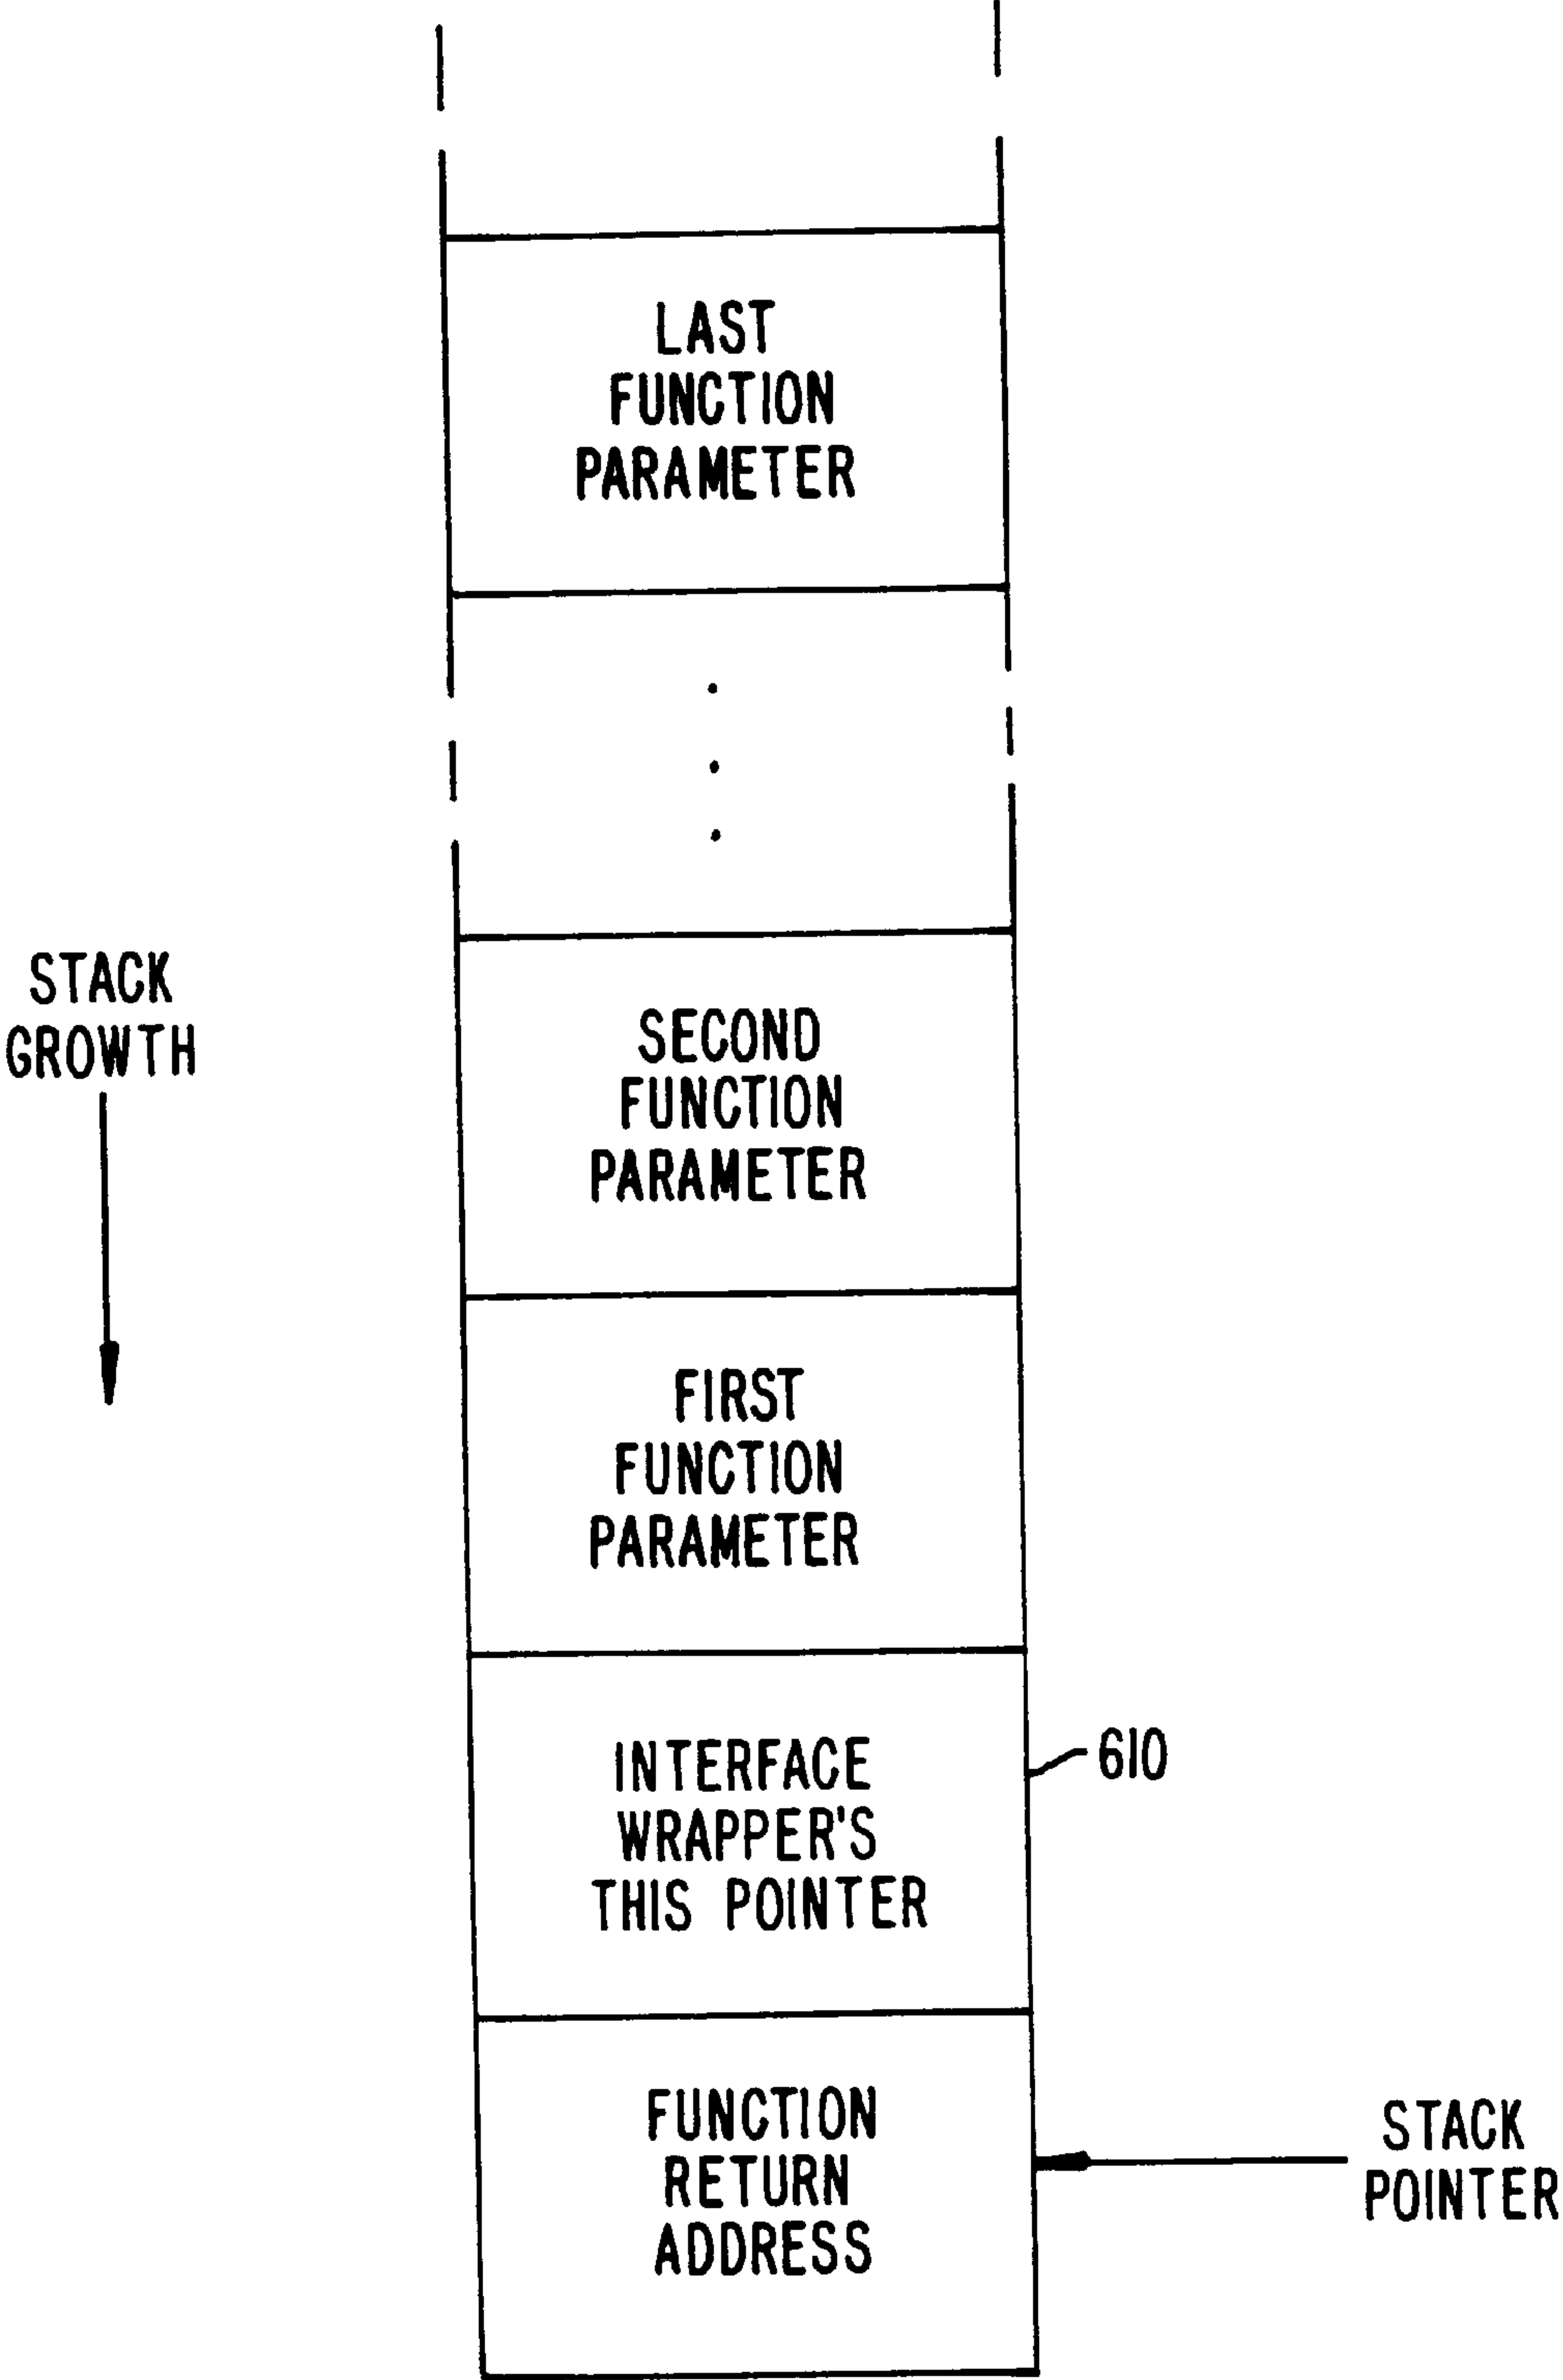 LAST
FUNCTION
PARAMETER
STACK
GROWTH
SECOND
FUNCTION
PARAMETER
FIRST
FUNCTION
PARAMETER
INTERFACE
WRAPPER'S
THIS POINTER
610
FUNCTION
RETURN
ADDRESS
STACK
POINTER